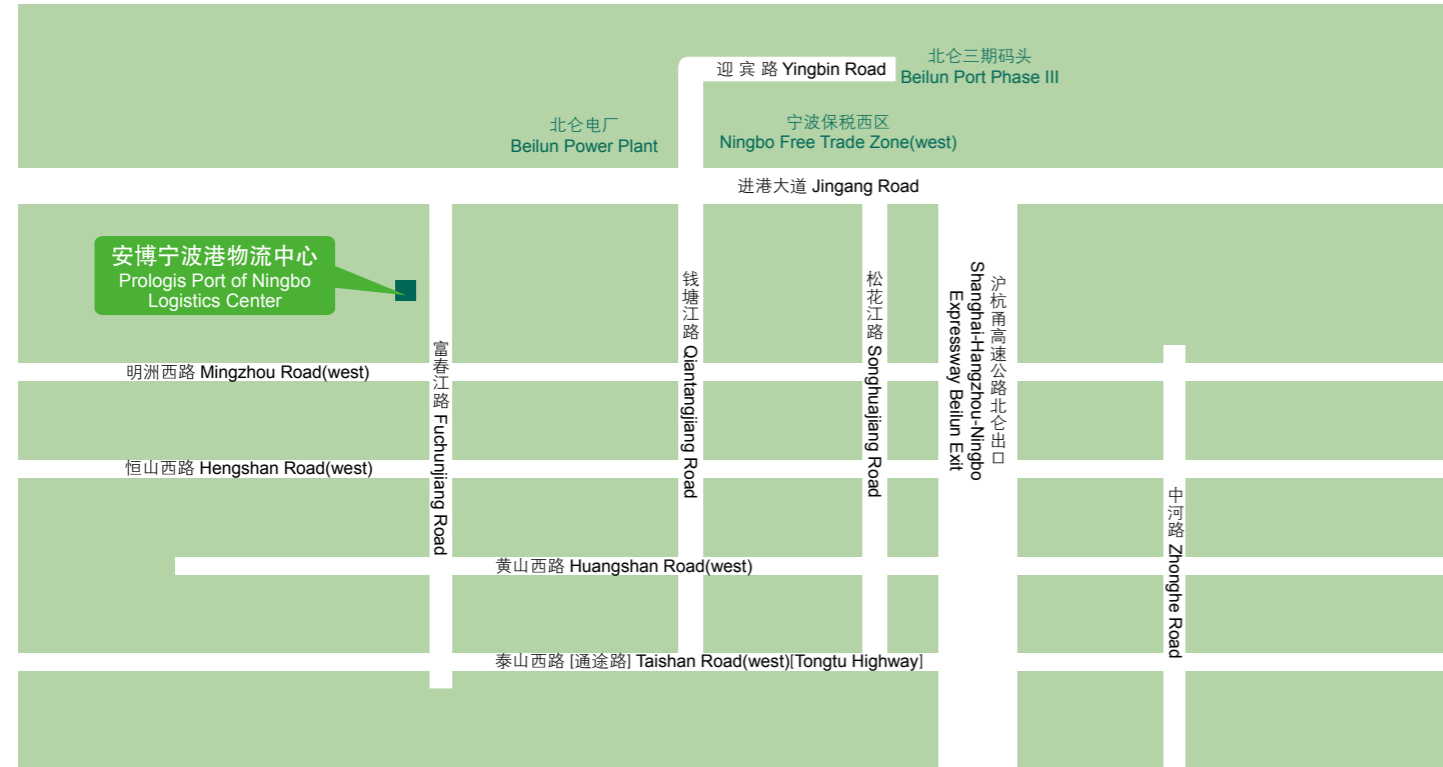 迎宾路 Yingbin Road
北仑三期码头
Beilun Port Phase III
北仑电厂
Beilun Power Plant
宁波保税西区
Ningbo Free Trade Zone(west)
进港大道 Jingang Road
安博宁波港物流中心
Prologis Port of Ningbo
Logistics Center
富春江路 Fuchunjiang Road
钱塘江路 Qiantangjiang Road
松花江路 Songhuajiang Road
沪杭甬高速公路北仑出口
Shanghai-Hangzhou-Ningbo
Expressway Beilun Exit
明洲西路 Mingzhou Road(west)
恒山西路 Hengshan Road(west)
中河路 Zhonghe Road
黄山西路 Huangshan Road(west)
泰山西路 [通途路] Taishan Road(west)[Tongtu Highway]